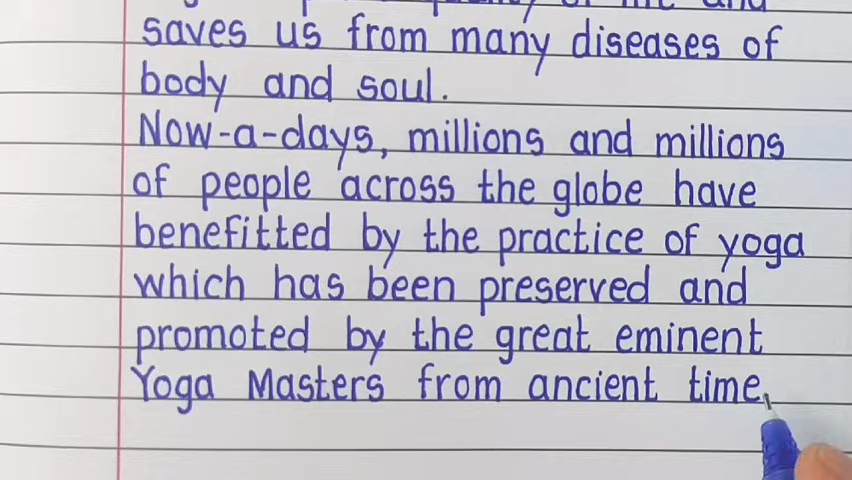 saves us from many diseases of
body and soul.
Now-a-days, millions and millions
of people across the globe have
benefitted by the practice of yoga
which has been preserved and
promoted by the great eminent
Yoga Masters from ancient time